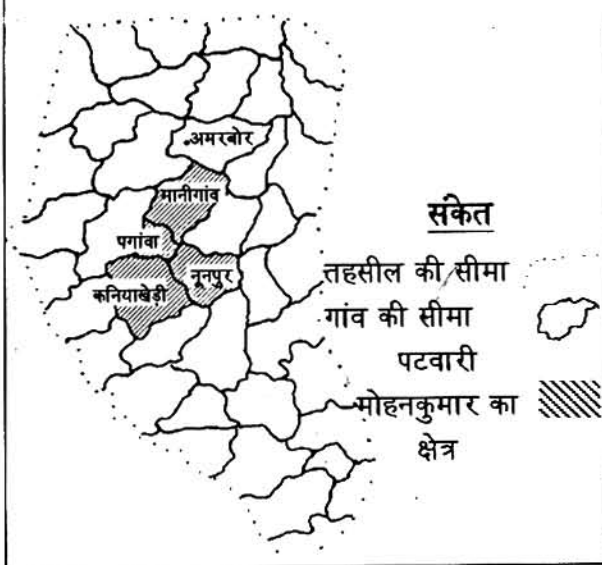 अमरबोर
मानीगांव
पगांवा
नूनपुर
कनियाखेड़ी
संकेत
तहसील की सीमा
गांव की सीमा
पटवारी
मोहनकुमार का
क्षेत्र